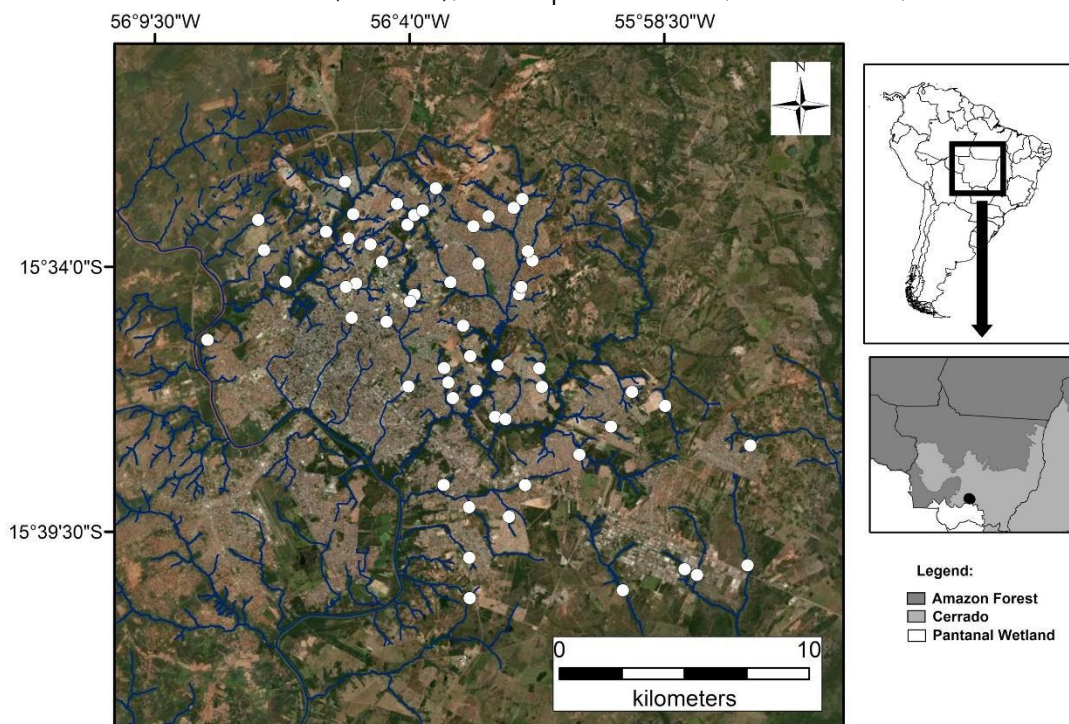 56°9'30"W
56°4'0"W
55°58'30"W
N
15°34'0"S
15°39'30"S
0
10
kilometers
Legend:
Amazon Forest
Cerrado
Pantanal Wetland